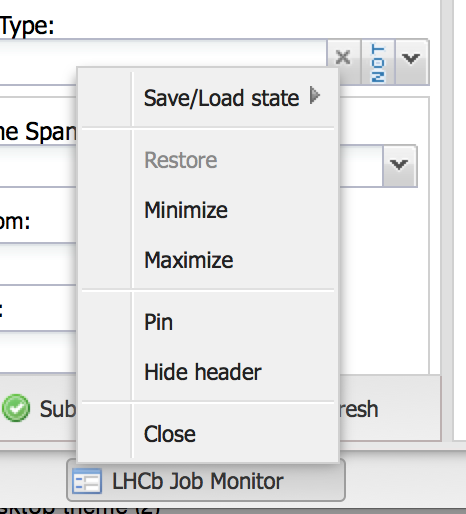 Type:
NOT
Save/Load state
Restore
Minimize
Maximize
Pin
Hide header
Close
LHCb Job Monitor